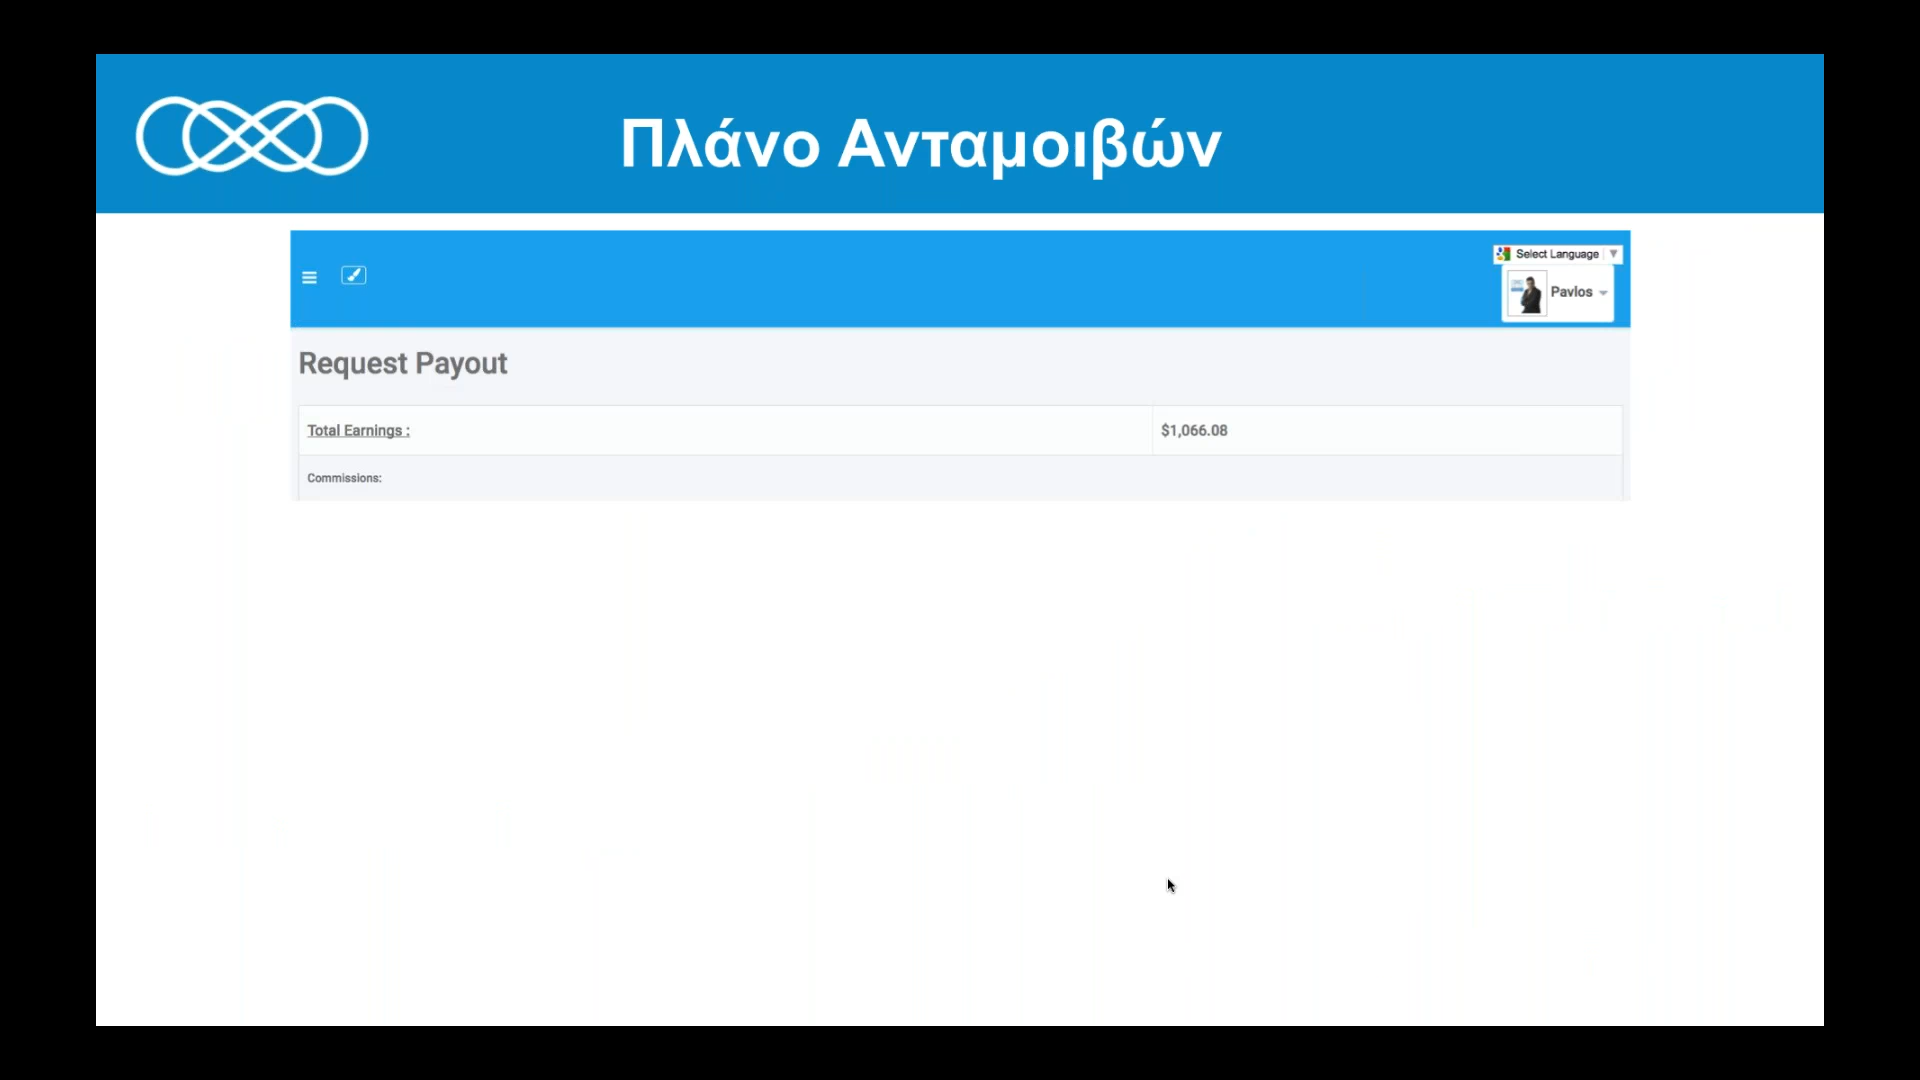 Πλάνο Ανταμοιβών
Select Language
Pavlos
Request Payout
Total Earnings : $1,066.08
Commissions: